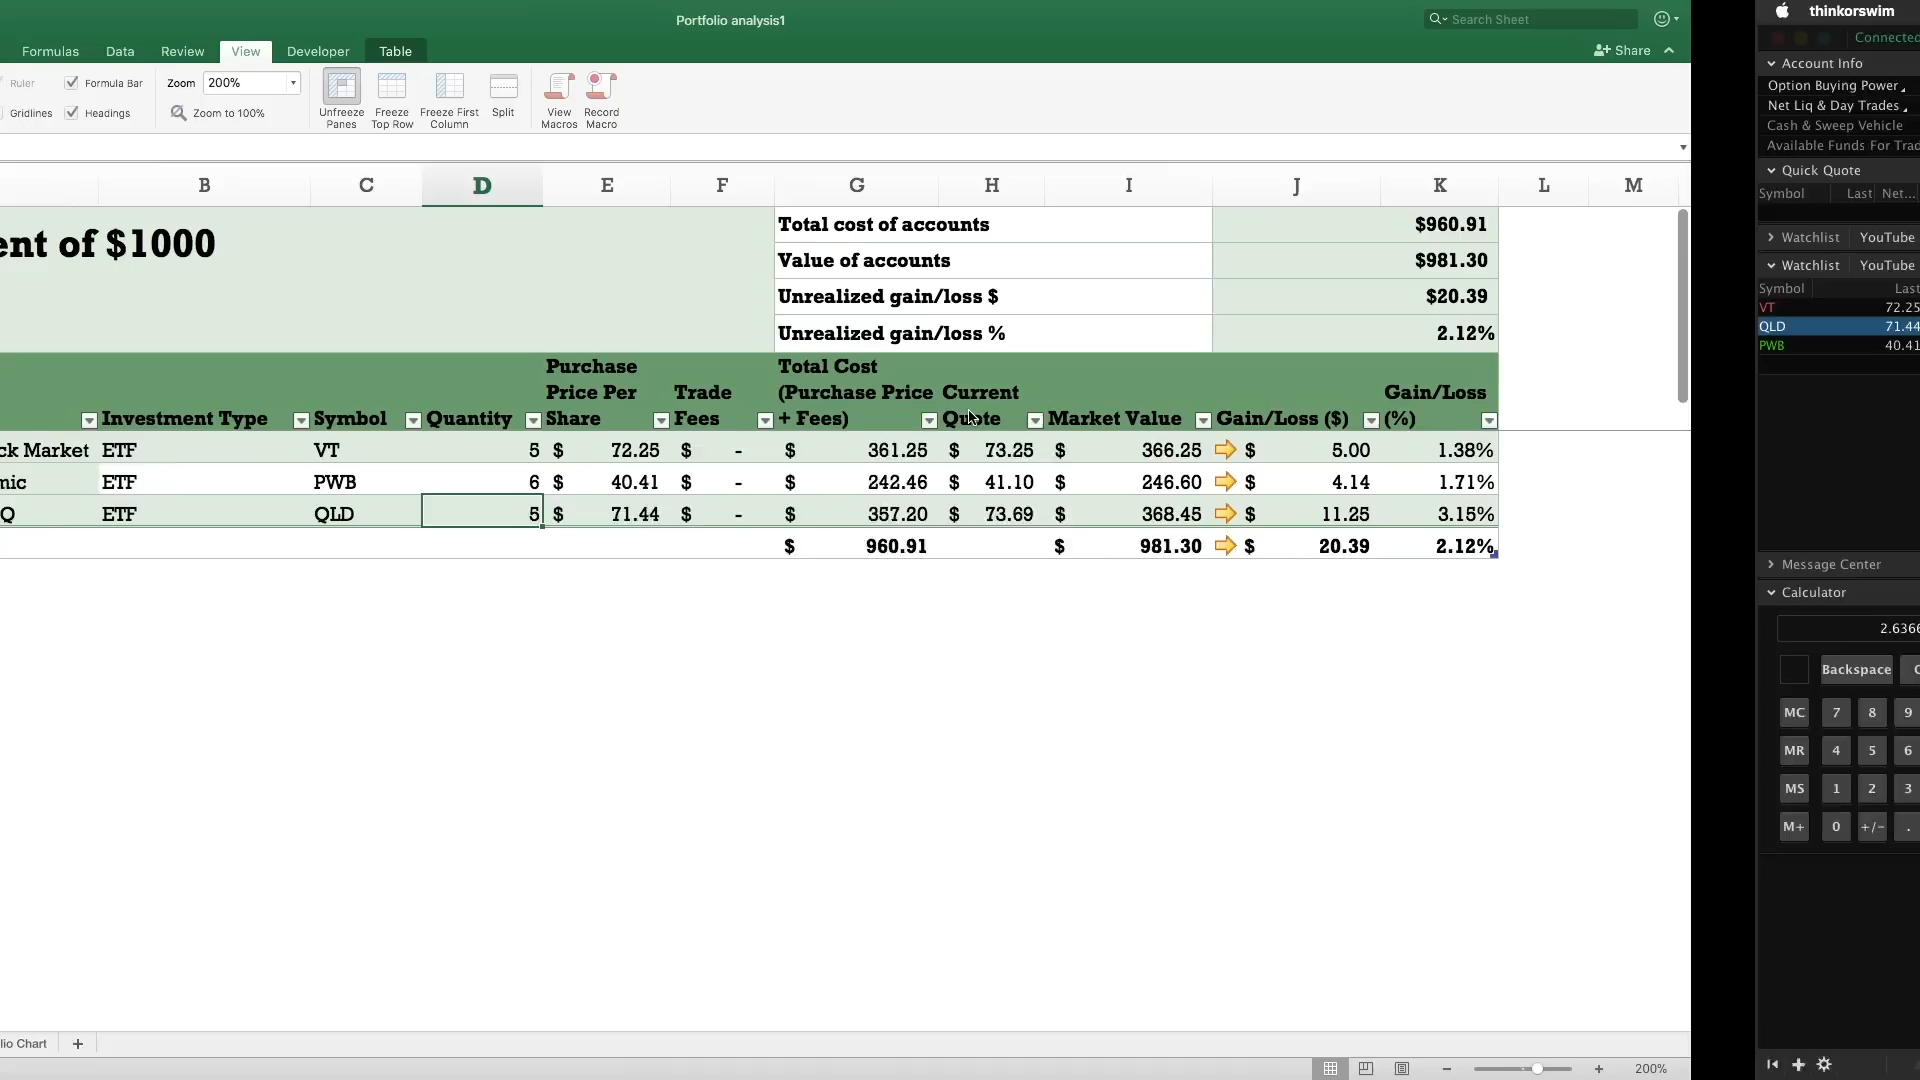 Portfolio analysis1
Search Sheet
Formulas Data Review View Developer Table
Share
Ruler Formula Bar Zoom 200%
Gridlines Headings Zoom to 100%
Unfreeze Panes
Freeze Top Row
Freeze First Column
Split
View Macros
Record Macro
B C D E F G H I J K L M
ent of $1000
Total cost of accounts $960.91
Value of accounts $981.30
Unrealized gain/loss $ $20.39
Unrealized gain/loss % 2.12%
Investment Type
Symbol
Quantity
Purchase Price Per Share
Trade Fees
Total Cost (Purchase Price + Fees)
Current Quote
Market Value
Gain/Loss ($)
Gain/Loss (%)
ck Market ETF VT 5 $ 72.25 $ - $ 361.25 $ 73.25 $ 366.25 $ 5.00 1.38%
mic ETF PWB 6 $ 40.41 $ - $ 242.46 $ 41.10 $ 246.60 $ 4.14 1.71%
Q ETF QLD 5 $ 71.44 $ - $ 357.20 $ 73.69 $ 368.45 $ 11.25 3.15%
$ 960.91 $ 981.30 $ 20.39 2.12%
lio Chart +
− + 200%
thinkorswim
Connected
Account Info
Option Buying Power
Net Liq & Day Trades
Cash & Sweep Vehicle
Available Funds For Trad
Quick Quote
Symbol Last Net...
Watchlist YouTube
Watchlist YouTube
Symbol Last
VT 72.25
QLD 71.44
PWB 40.41
Message Center
Calculator
2.636
Backspace C
MC 7 8 9
MR 4 5 6
MS 1 2 3
M+ 0 +/- .